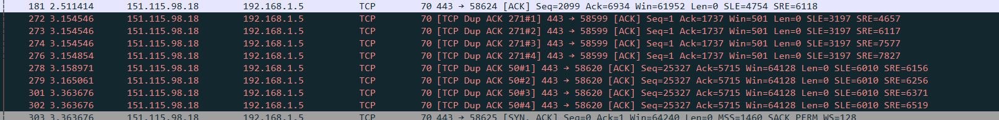 181 2.511414 151.115.98.18 192.168.1.5 TCP 70 443 → 58624 [ACK] Seq=2099 Ack=6934 Win=61952 Len=0 SLE=4754 SRE=6118
272 3.154546 151.115.98.18 192.168.1.5 TCP 70 [TCP Dup ACK 271#1] 443 → 58599 [ACK] Seq=1 Ack=1737 Win=501 Len=0 SLE=3197 SRE=4657
273 3.154546 151.115.98.18 192.168.1.5 TCP 70 [TCP Dup ACK 271#2] 443 → 58599 [ACK] Seq=1 Ack=1737 Win=501 Len=0 SLE=3197 SRE=6117
274 3.154546 151.115.98.18 192.168.1.5 TCP 70 [TCP Dup ACK 271#3] 443 → 58599 [ACK] Seq=1 Ack=1737 Win=501 Len=0 SLE=3197 SRE=7577
276 3.154854 151.115.98.18 192.168.1.5 TCP 70 [TCP Dup ACK 271#4] 443 → 58599 [ACK] Seq=1 Ack=1737 Win=501 Len=0 SLE=3197 SRE=7827
278 3.158971 151.115.98.18 192.168.1.5 TCP 70 [TCP Dup ACK 50#1] 443 → 58620 [ACK] Seq=25327 Ack=5715 Win=64128 Len=0 SLE=6010 SRE=6156
279 3.165061 151.115.98.18 192.168.1.5 TCP 70 [TCP Dup ACK 50#2] 443 → 58620 [ACK] Seq=25327 Ack=5715 Win=64128 Len=0 SLE=6010 SRE=6256
301 3.363676 151.115.98.18 192.168.1.5 TCP 70 [TCP Dup ACK 50#3] 443 → 58620 [ACK] Seq=25327 Ack=5715 Win=64128 Len=0 SLE=6010 SRE=6371
302 3.363676 151.115.98.18 192.168.1.5 TCP 70 [TCP Dup ACK 50#4] 443 → 58620 [ACK] Seq=25327 Ack=5715 Win=64128 Len=0 SLE=6010 SRE=6519
303 3.363676 151.115.98.18 192.168.1.5 TCP 70 443 → 58625 [SYN, ACK] Seq=0 Ack=1 Win=64240 Len=0 MSS=1460 SACK_PERM WS=128